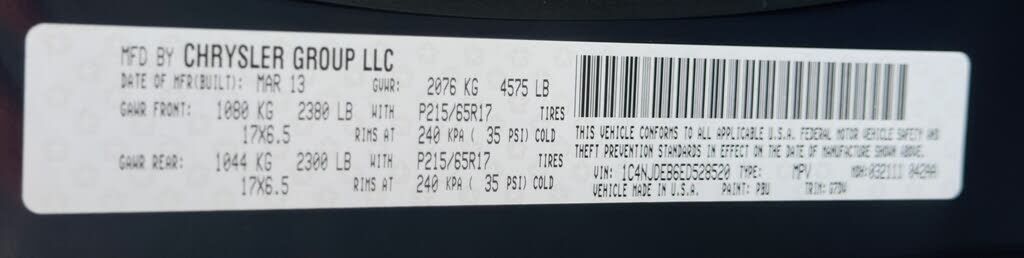 MFD BY CHRYSLER GROUP LLC
DATE OF MFR(BUILT): MAR 13 GVWR: 2076 KG 4575 LB
GAWR FRONT: 1080 KG 2380 LB WITH P215/65R17 TIRES
17X6.5 RIMS AT 240 KPA ( 35 PSI) COLD
GAWR REAR: 1044 KG 2300 LB WITH P215/65R17 TIRES
17X6.5 RIMS AT 240 KPA ( 35 PSI) COLD
THIS VEHICLE CONFORMS TO ALL APPLICABLE U.S.A. FEDERAL MOTOR VEHICLE SAFETY AND
THEFT PREVENTION STANDARDS IN EFFECT ON THE DATE OF MANUFACTURE SHOWN ABOVE.
VIN: 1C4NJDEB6ED528520 TYPE: MPV MDH:032111
VEHICLE MADE IN U.S.A. PAINT: PBU TRIM: